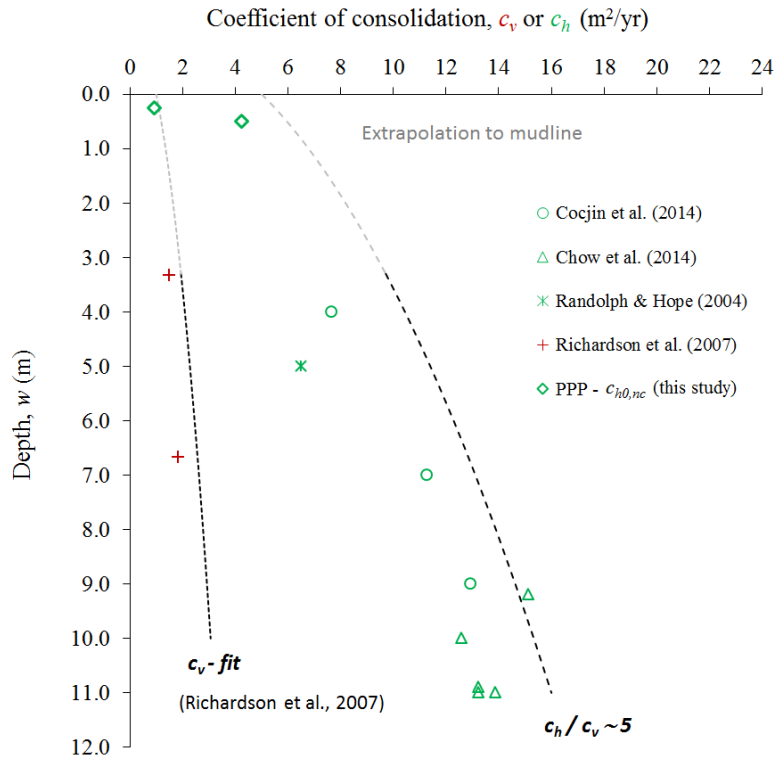 Coefficient of consolidation, cv or ch (m²/yr)
0 2 4 6 8 10 12 14 16 18 20 22 24
0.0
1.0
2.0
3.0
4.0
5.0
6.0
7.0
8.0
9.0
10.0
11.0
12.0
Depth, w (m)
Extrapolation to mudline
Cocjin et al. (2014)
Chow et al. (2014)
Randolph & Hope (2004)
Richardson et al. (2007)
PPP - ch0,nc (this study)
cv - fit
(Richardson et al., 2007)
ch / cv ~ 5